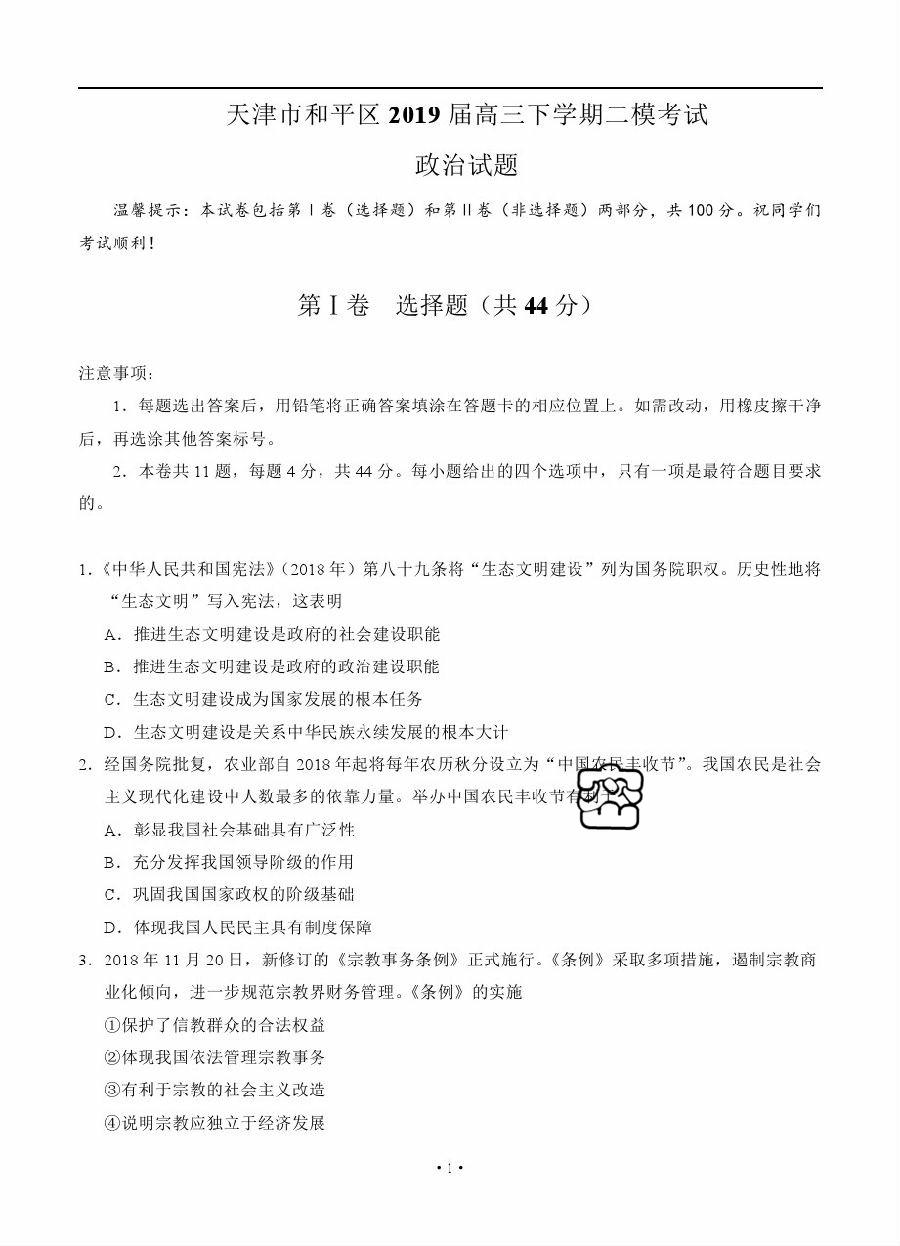 天津市和平区 2019 届高三下学期二模考试
政治试题
温馨提示：本试卷包括第Ⅰ卷（选择题）和第Ⅱ卷（非选择题）两部分，共 100 分。祝同学们
考试顺利！
第Ⅰ卷 选择题（共 44 分）
注意事项：
1．每题选出答案后，用铅笔将正确答案填涂在答题卡的相应位置上。如需改动，用橡皮擦干净
后，再选涂其他答案标号。
2．本卷共 11 题，每题 4 分，共 44 分。每小题给出的四个选项中，只有一项是最符合题目要求
的。
1．《中华人民共和国宪法》（2018 年）第八十九条将“生态文明建设”列为国务院职权。历史性地将
“生态文明”写入宪法，这表明
A．推进生态文明建设是政府的社会建设职能
B．推进生态文明建设是政府的政治建设职能
C．生态文明建设成为国家发展的根本任务
D．生态文明建设是关系中华民族永续发展的根本大计
2．经国务院批复，农业部自 2018 年起将每年农历秋分设立为“中国农民丰收节”。我国农民是社会
主义现代化建设中人数最多的依靠力量。举办中国农民丰收节有利于
A．彰显我国社会基础具有广泛性
B．充分发挥我国领导阶级的作用
C．巩固我国国家政权的阶级基础
D．体现我国人民民主具有制度保障
3．2018 年 11 月 20 日，新修订的《宗教事务条例》正式施行。《条例》采取多项措施，遏制宗教商
业化倾向，进一步规范宗教界财务管理。《条例》的实施
①保护了信教群众的合法权益
②体现我国依法管理宗教事务
③有利于宗教的社会主义改造
④说明宗教应独立于经济发展
·1·